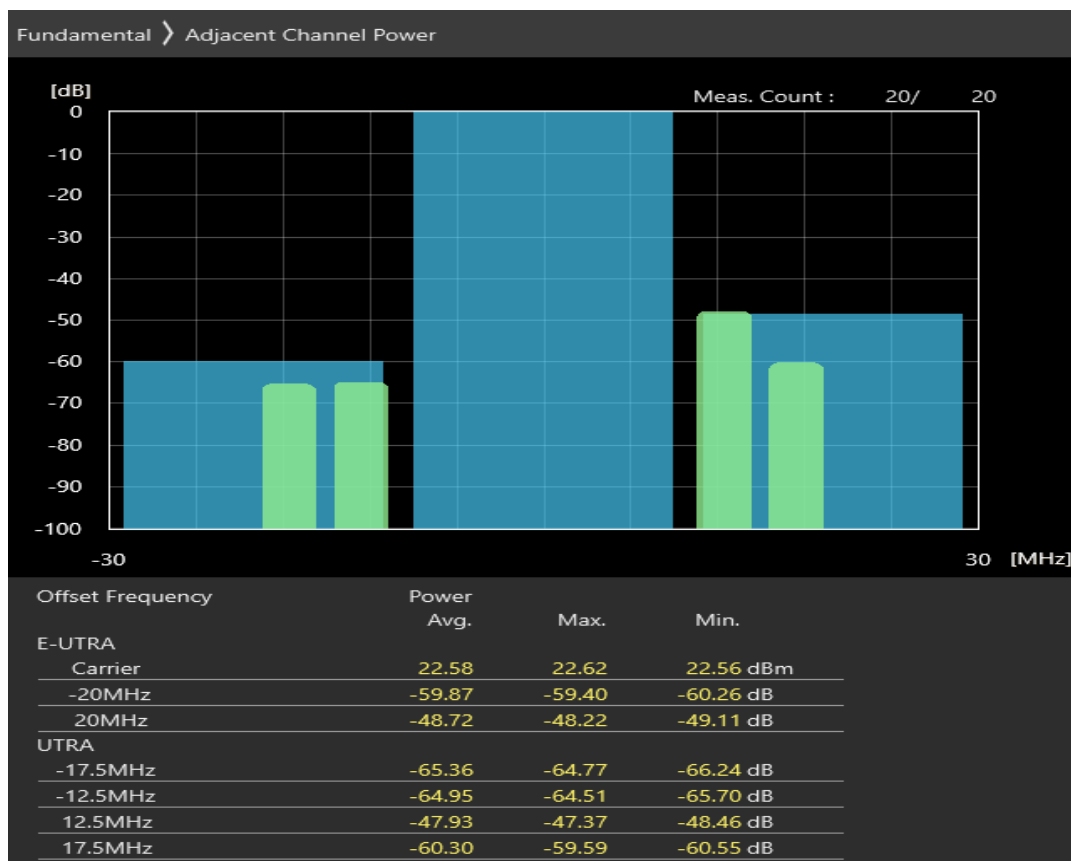 Fundamental ❯ Adjacent Channel Power
[dB]
Meas. Count : 20/ 20
0
-10
-20
-30
-40
-50
-60
-70
-80
-90
-100
-30 30 [MHz]
Offset Frequency Power
Avg. Max. Min.
E-UTRA
Carrier 22.58 22.62 22.56 dBm
-20MHz -59.87 -59.40 -60.26 dB
20MHz -48.72 -48.22 -49.11 dB
UTRA
-17.5MHz -65.36 -64.77 -66.24 dB
-12.5MHz -64.95 -64.51 -65.70 dB
12.5MHz -47.93 -47.37 -48.46 dB
17.5MHz -60.30 -59.59 -60.55 dB